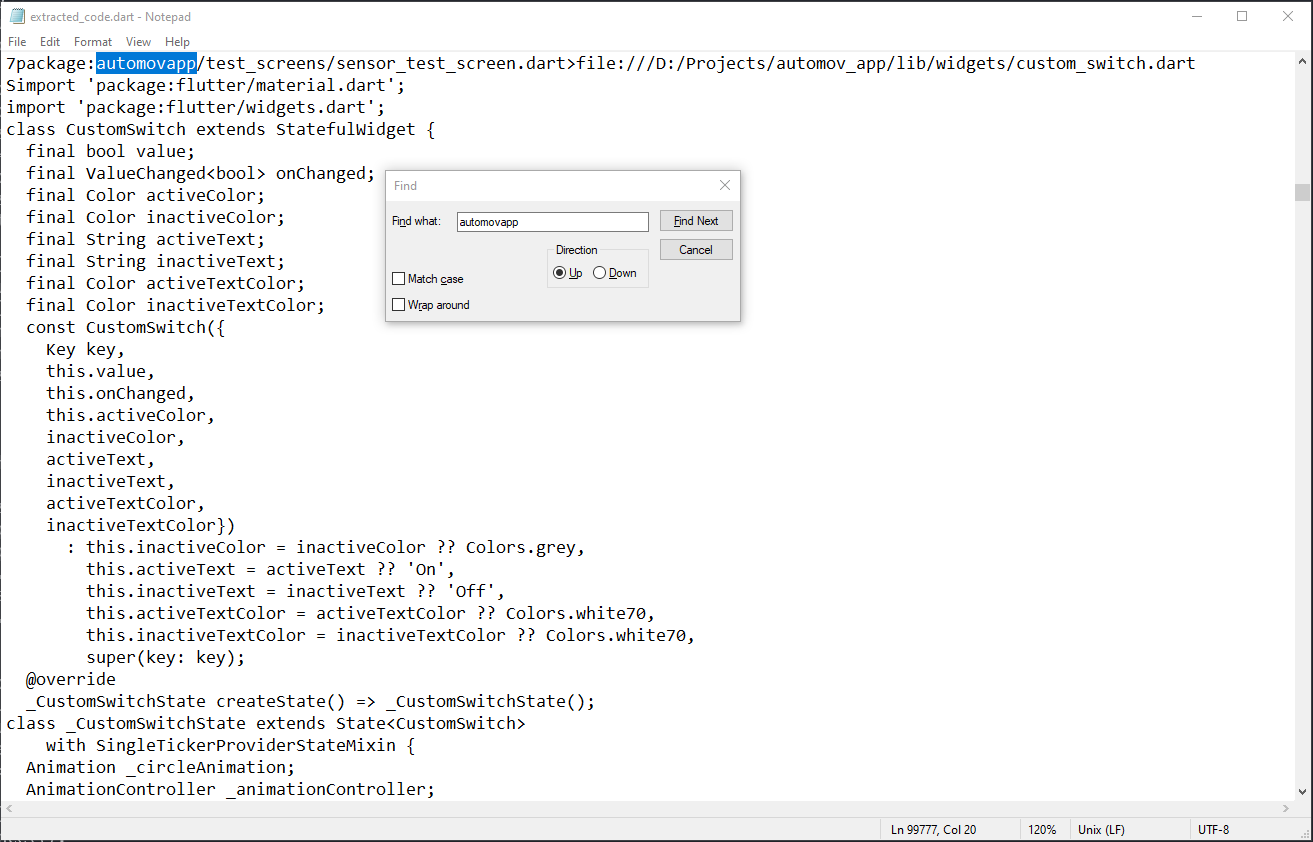 extracted_code.dart - Notepad
File Edit Format View Help
7package:automovapp/test_screens/sensor_test_screen.dart>file:///D:/Projects/automov_app/lib/widgets/custom_switch.dart
Simport 'package:flutter/material.dart';
import 'package:flutter/widgets.dart';
class CustomSwitch extends StatefulWidget {
  final bool value;
  final ValueChanged<bool> onChanged;
  final Color activeColor;
  final Color inactiveColor;
  final String activeText;
  final String inactiveText;
  final Color activeTextColor;
  final Color inactiveTextColor;
  const CustomSwitch({
    Key key,
    this.value,
    this.onChanged,
    this.activeColor,
    inactiveColor,
    activeText,
    inactiveText,
    activeTextColor,
    inactiveTextColor})
      : this.inactiveColor = inactiveColor ?? Colors.grey,
        this.activeText = activeText ?? 'On',
        this.inactiveText = inactiveText ?? 'Off',
        this.activeTextColor = activeTextColor ?? Colors.white70,
        this.inactiveTextColor = inactiveTextColor ?? Colors.white70,
        super(key: key);
  @override
  _CustomSwitchState createState() => _CustomSwitchState();
class _CustomSwitchState extends State<CustomSwitch>
    with SingleTickerProviderStateMixin {
  Animation _circleAnimation;
  AnimationController _animationController;
Find
Find what: automovapp Find Next
Direction Cancel
Up Down
Match case
Wrap around
Ln 99777, Col 20 120% Unix (LF) UTF-8